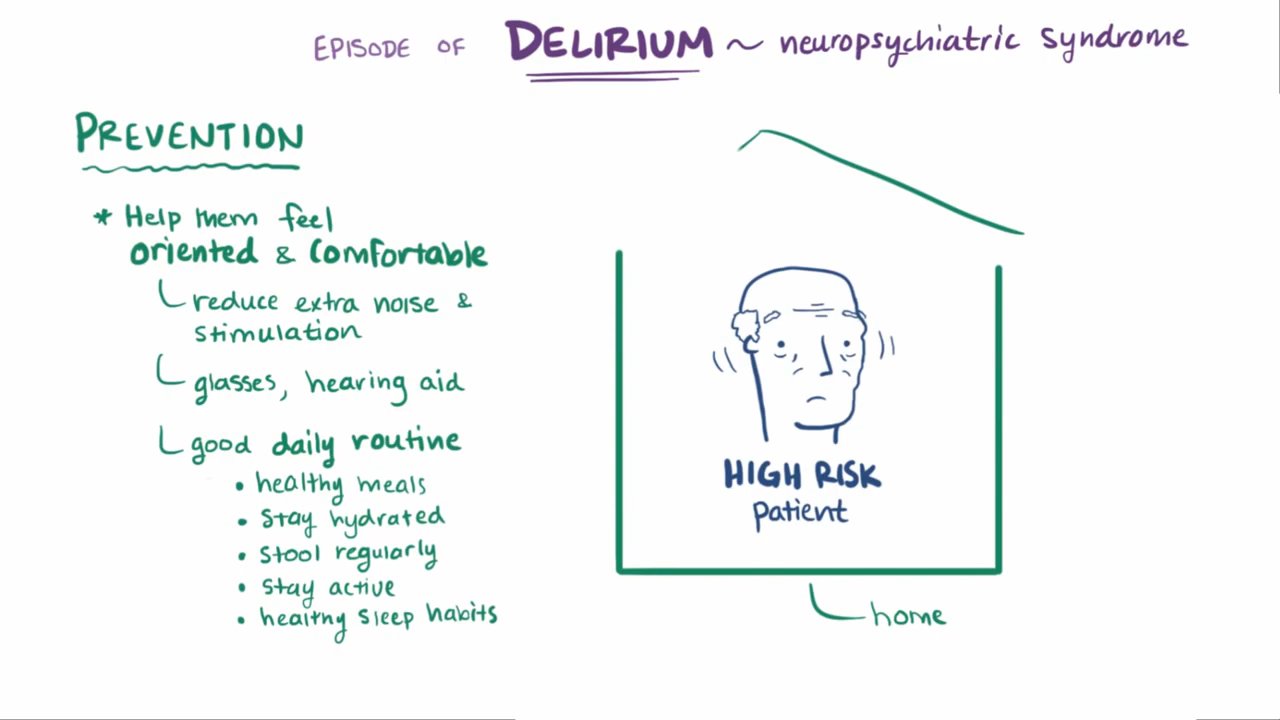 EPISODE OF DELIRIUM ~ neuropsychiatric syndrome
PREVENTION
* Help them feel
oriented & comfortable
reduce extra noise &
stimulation
glasses, hearing aid
good daily routine
• healthy meals
• stay hydrated
• stool regularly
• stay active
• healthy sleep habits
HIGH RISK
patient
home